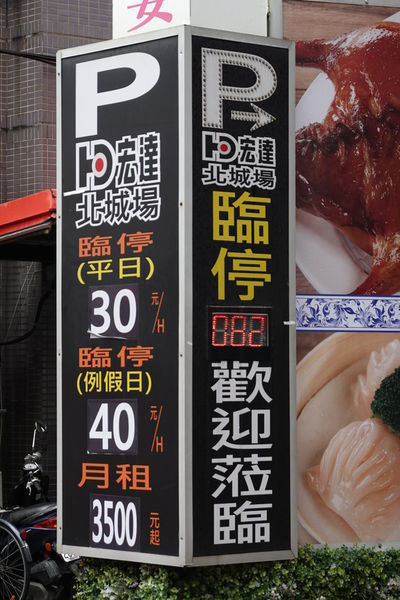 P
宏達
北城場
臨停
(平日)
30 元/H
臨停
(例假日)
40 元/H
月租
3500 元起
P
宏達
北城場
臨停
002
歡迎蒞臨